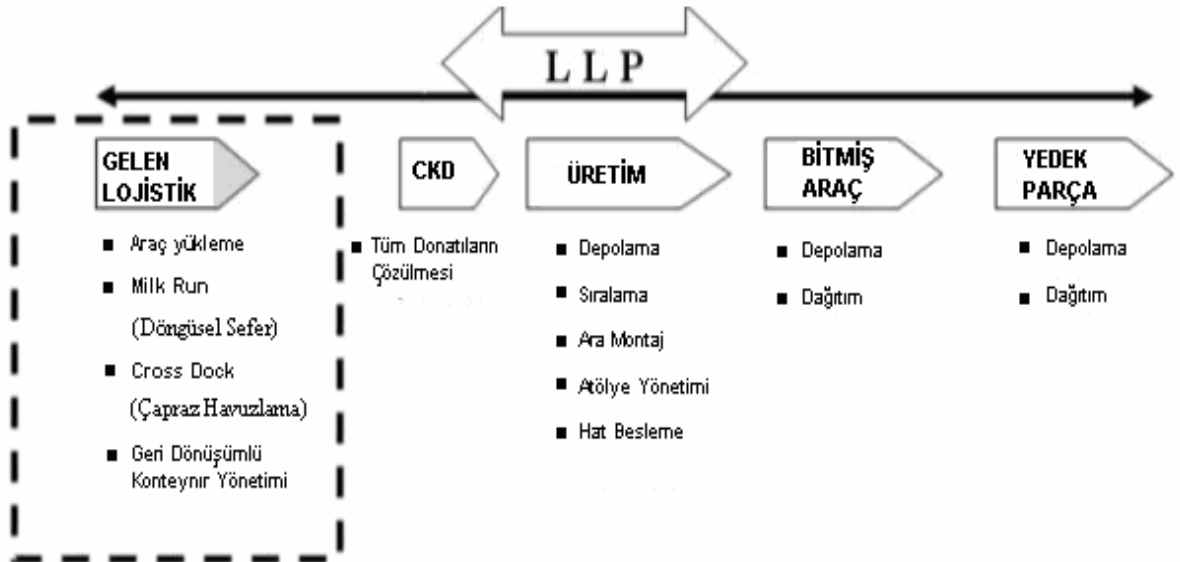 L L P
GELEN
LOJİSTİK
Araç yükleme
Milk Run
(Döngüsel Sefer)
Cross Dock
(Çapraz Havuzlama)
Geri Dönüşümlü
Konteynır Yönetimi
CKD
Tüm Donatıların
Çözülmesi
ÜRETİM
Depolama
Sıralama
Ara Montaj
Atölye Yönetimi
Hat Besleme
BİTMİŞ
ARAÇ
Depolama
Dağıtım
YEDEK
PARÇA
Depolama
Dağıtım